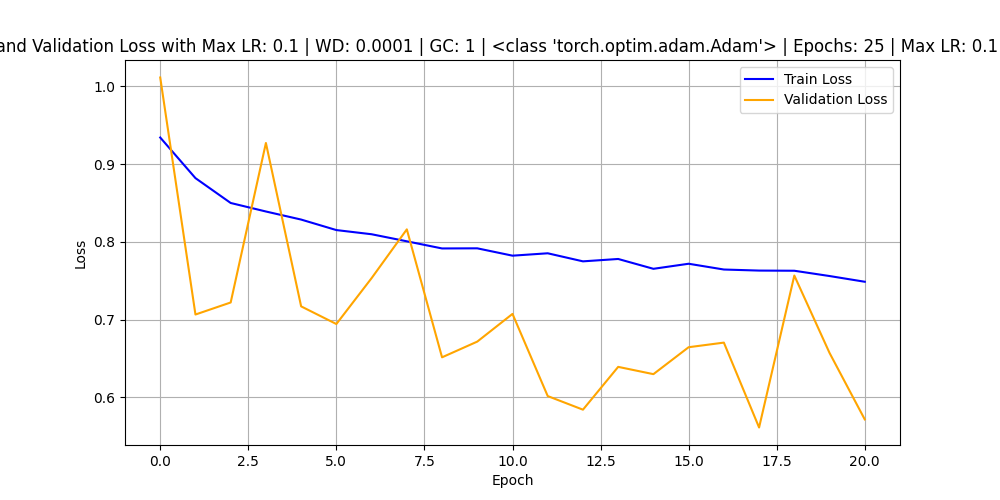 and Validation Loss with Max LR: 0.1 | WD: 0.0001 | GC: 1 | <class 'torch.optim.adam.Adam'> | Epochs: 25 | Max LR: 0.1
Train Loss
Validation Loss
1.0
0.9
0.8
0.7
0.6
Loss
0.0 2.5 5.0 7.5 10.0 12.5 15.0 17.5 20.0
Epoch